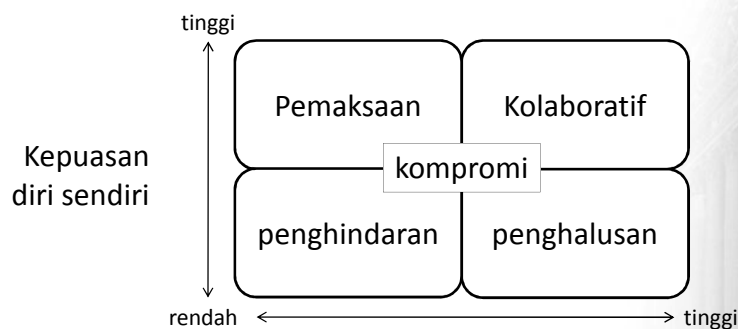 tinggi
Pemaksaan
Kolaboratif
Kepuasan
diri sendiri
kompromi
penghindaran
penghalusan
rendah
tinggi